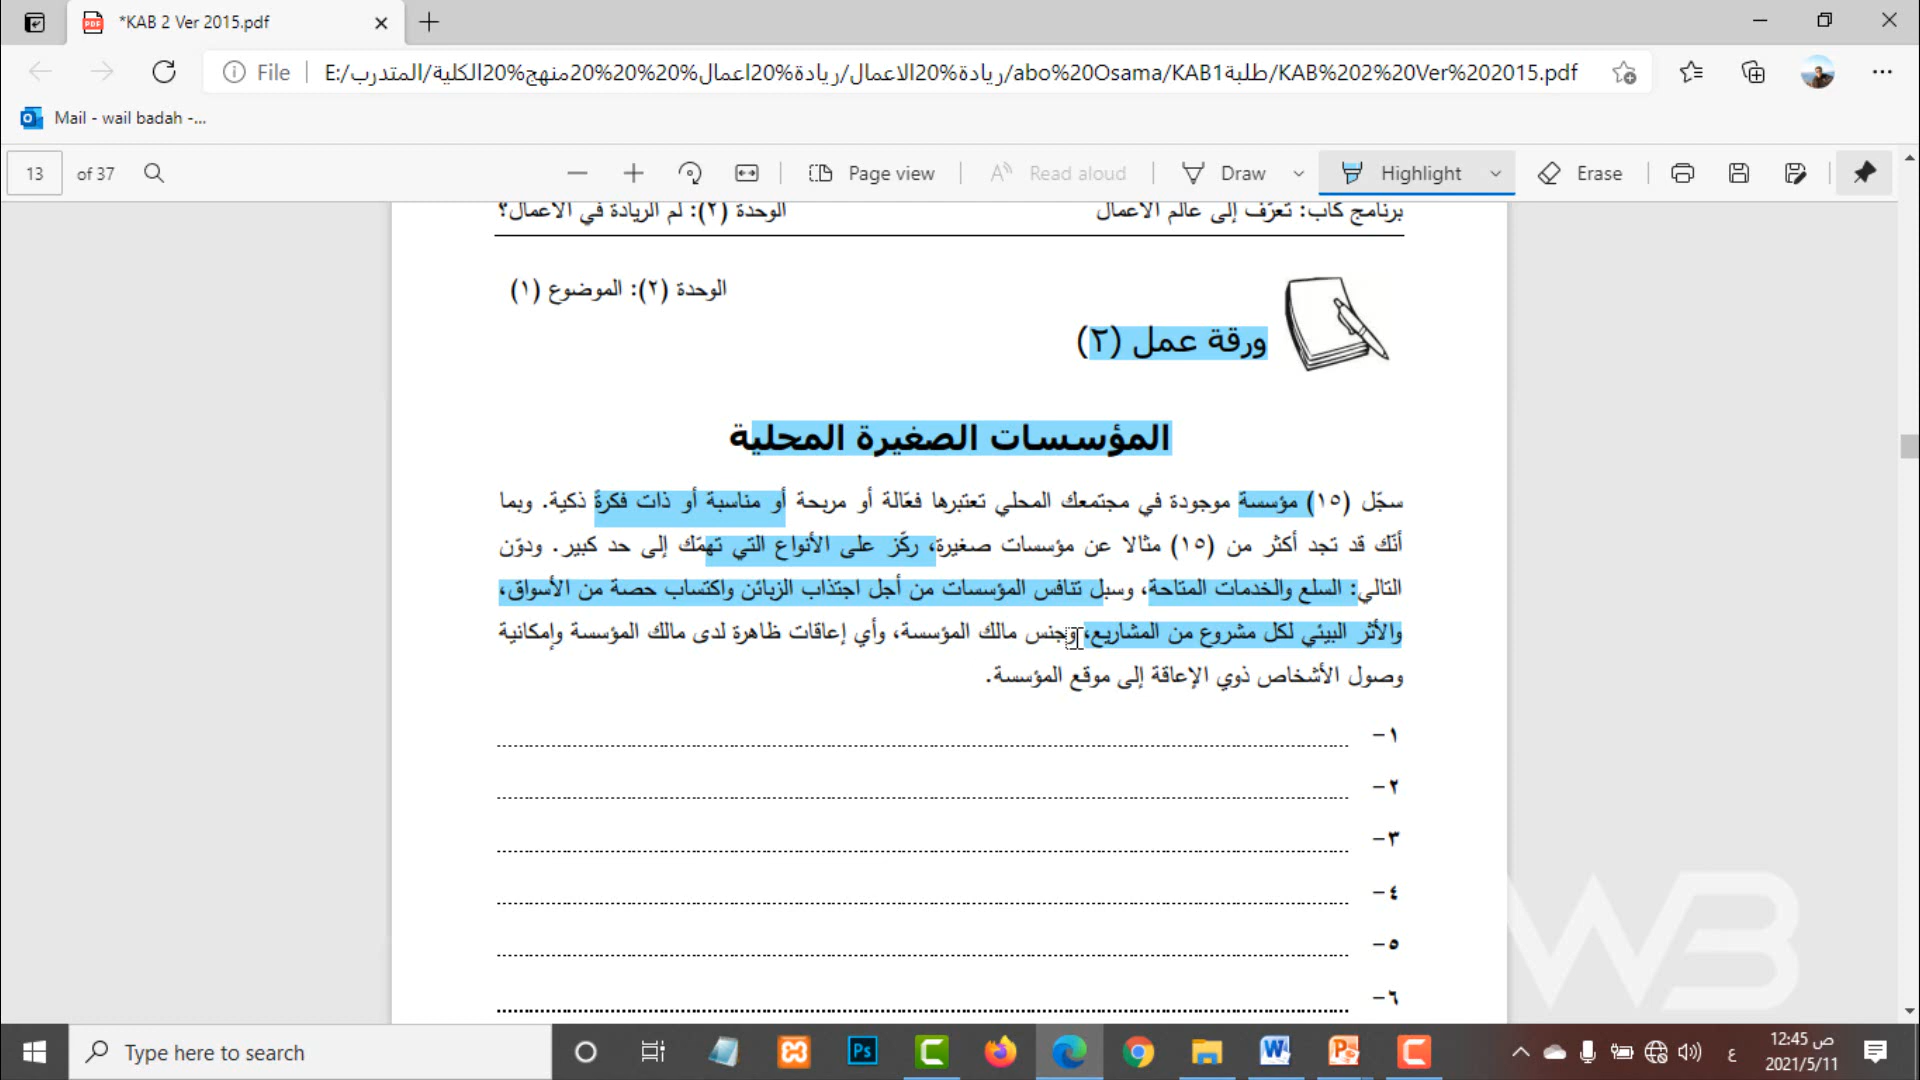 *KAB 2 Ver 2015.pdf
File
E:/المتدرب/منهج%20الكلية%20%20%20ريادة%20اعمال/ريادة%20الاعمال/abo%20Osama/KAB1طلبة/KAB%202%20Ver%202015.pdf
Mail - wail badah -...
13 of 37
Page view
Read aloud
Draw
Highlight
Erase
برنامج كاب: تعرّف إلى عالم الأعمال
الوحدة (٢): لم الريادة في الأعمال؟
الوحدة (٢): الموضوع (١)
ورقة عمل (٢)
المؤسسات الصغيرة المحلية
سجّل (١٥) مؤسسة موجودة في مجتمعك المحلي تعتبرها فعّالة أو مربحة أو مناسبة أو ذات فكرةً ذكية. وبما
أنّك قد تجد أكثر من (١٥) مثالا عن مؤسسات صغيرة، ركّز على الأنواع التي تهمّك إلى حد كبير. ودوّن
التالي: السلع والخدمات المتاحة، وسبل تتافس المؤسسات من أجل اجتذاب الزبائن واكتساب حصة من الأسواق،
والأثر البيئي لكل مشروع من المشاريع، وجنس مالك المؤسسة، وأي إعاقات ظاهرة لدى مالك المؤسسة وإمكانية
وصول الأشخاص ذوي الإعاقة إلى موقع المؤسسة.
١-
٢-
٣-
٤-
٥-
٦-
WB
Type here to search
Ps
ع
12:45 ص
2021/5/11